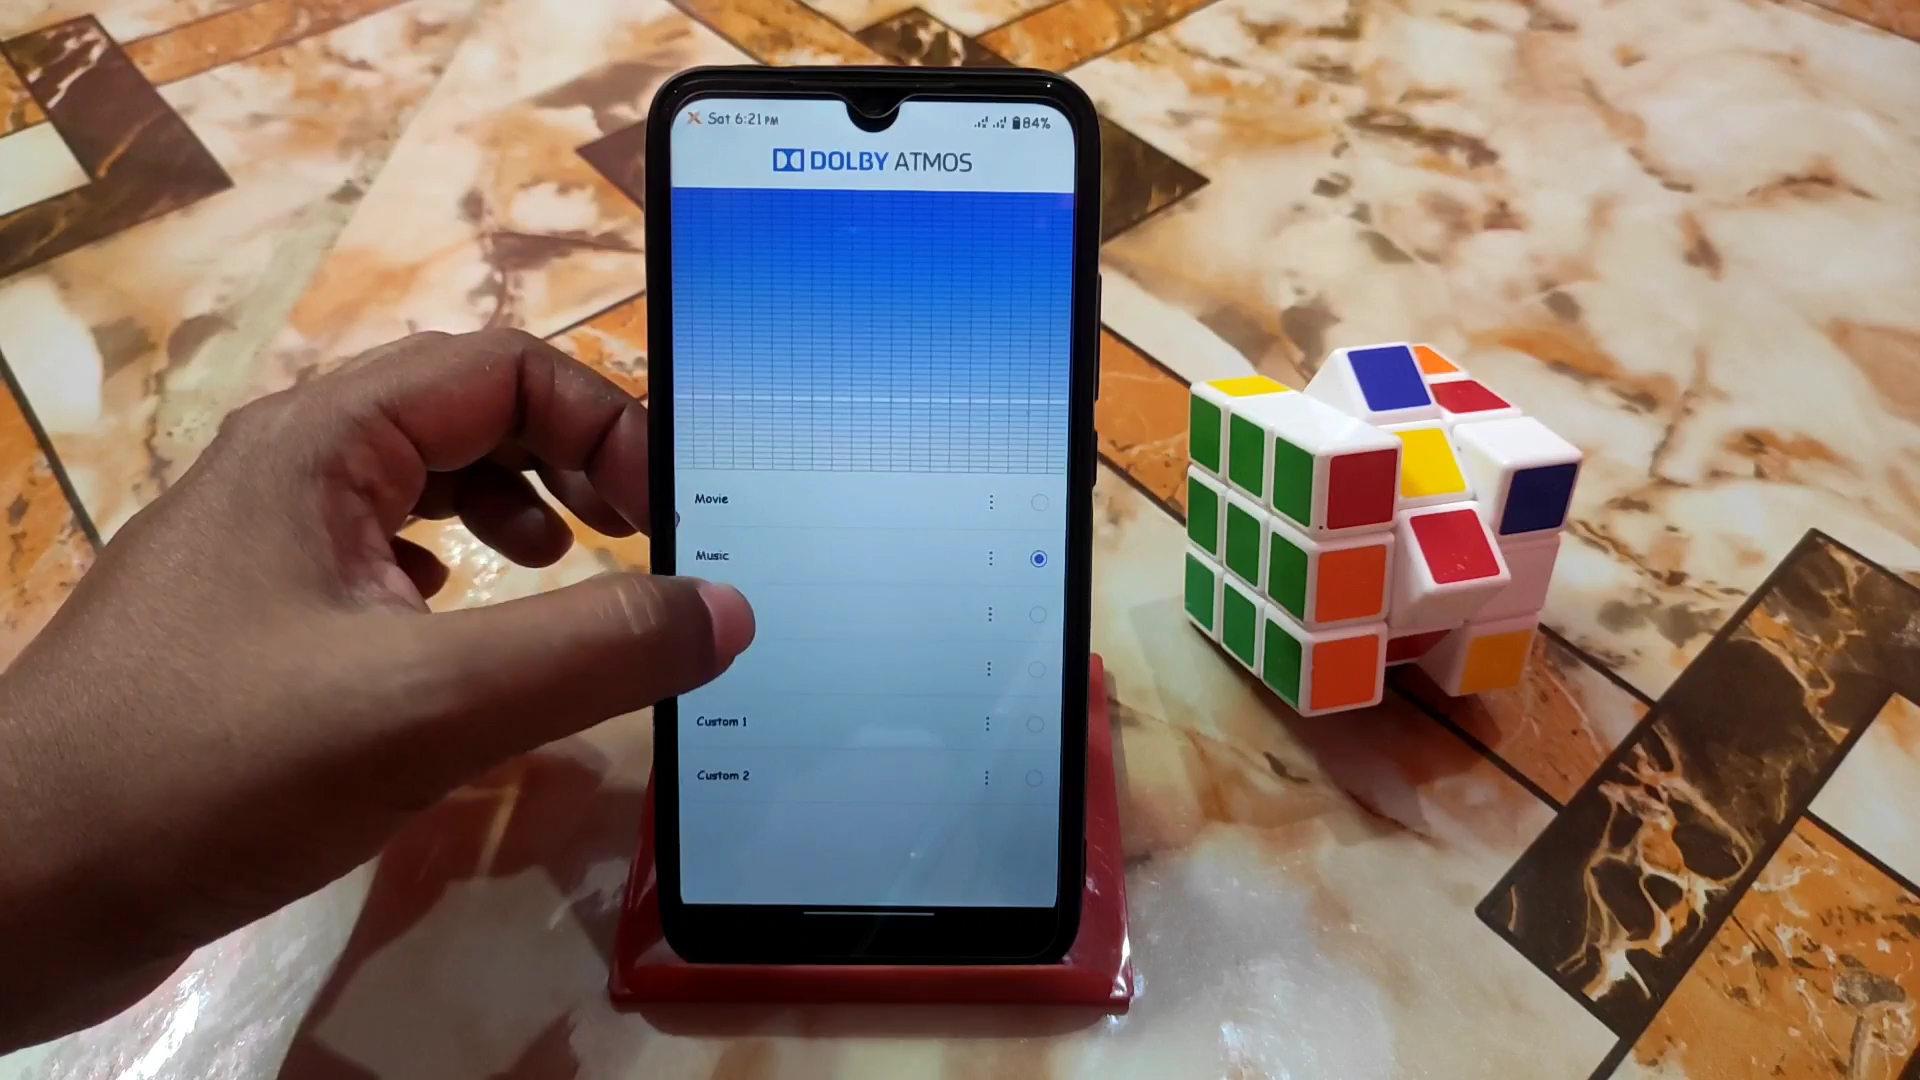 Sat 6:21 PM
84%
DOLBY ATMOS
Movie
Music
Custom 1
Custom 2